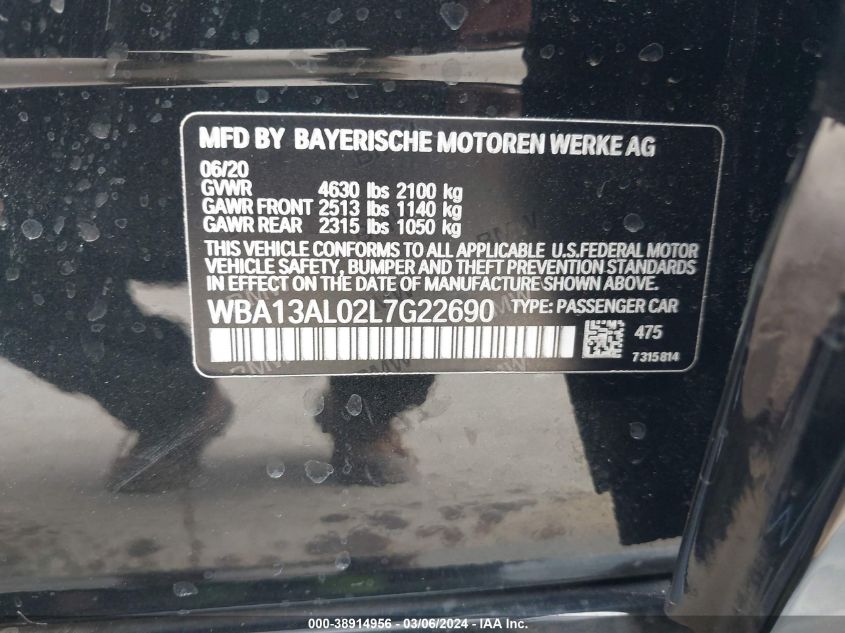 MFD BY BAYERISCHE MOTOREN WERKE AG
06/20
GVWR 4630 lbs 2100 kg
GAWR FRONT 2513 lbs 1140 kg
GAWR REAR 2315 lbs 1050 kg
THIS VEHICLE CONFORMS TO ALL APPLICABLE U.S.FEDERAL MOTOR
VEHICLE SAFETY, BUMPER AND THEFT PREVENTION STANDARDS
IN EFFECT ON THE DATE OF MANUFACTURE SHOWN ABOVE.
WBA13AL02L7G22690 TYPE: PASSENGER CAR
475
7315814
000-38914956 - 03/06/2024 - IAA Inc.